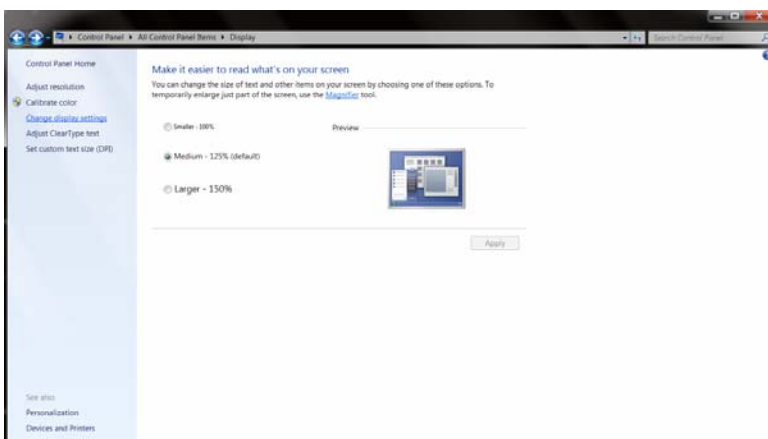 Control Panel ▸ All Control Panel Items ▸ Display
Search Control Panel
Control Panel Home
Adjust resolution
Calibrate color
Change display settings
Adjust ClearType text
Set custom text size (DPI)
Make it easier to read what's on your screen
You can change the size of text and other items on your screen by choosing one of these options. To
temporarily enlarge just part of the screen, use the Magnifier tool.
Smaller - 100%
Preview
Medium - 125% (default)
Larger - 150%
Apply
See also
Personalization
Devices and Printers